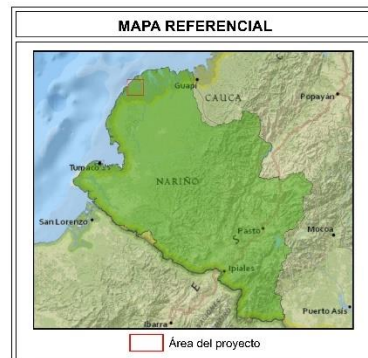 MAPA REFERENCIAL
Guapi
CAUCA
Popayán
Tumaco
NARIÑO
San Lorenzo
Pasto
S
Mocoa
Ipiales
E
Puerto Asís
Ibarra
Área del proyecto